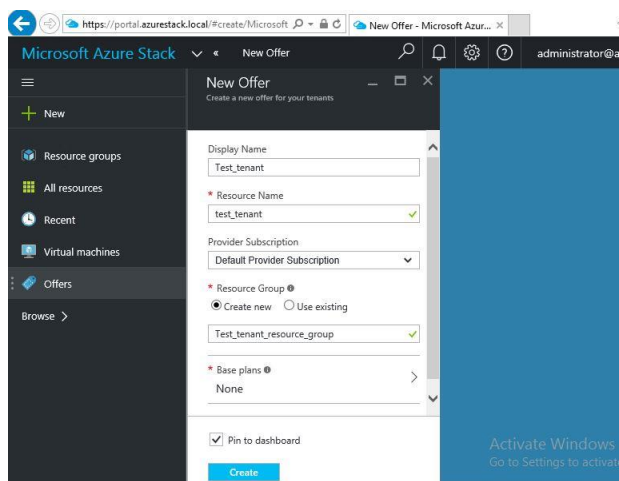 https://portal.azurestack.local/#create/Microsoft
New Offer - Microsoft Azur...
Microsoft Azure Stack
New Offer
administrator@a
New Offer
Create a new offer for your tenants
New
Resource groups
All resources
Recent
Virtual machines
Offers
Browse
Display Name
Test_tenant
* Resource Name
test_tenant
Provider Subscription
Default Provider Subscription
* Resource Group
Create new Use existing
Test_tenant_resource_group
* Base plans
None
Pin to dashboard
Create
Activate Windows
Go to Settings to activate